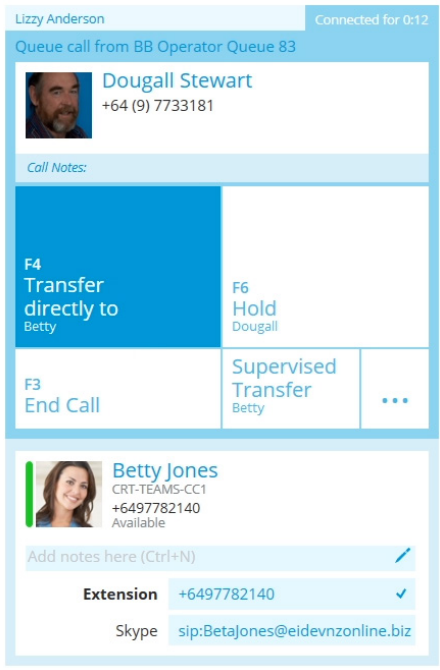 Lizzy Anderson
Connected for 0:12
Queue call from BB Operator Queue 83
Dougall Stewart
+64 (9) 7733181
Call Notes:
F4
Transfer
directly to
Betty
F6
Hold
Dougall
F3
End Call
Supervised
Transfer
Betty
...
Betty Jones
CRT-TEAMS-CC1
+6497782140
Available
Add notes here (Ctrl+N)
Extension +6497782140
Skype sip:BetaJones@eidevnzonline.biz